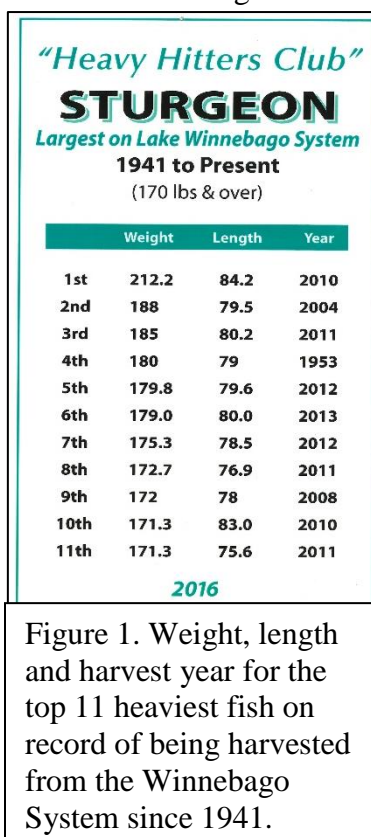 "Heavy Hitters Club"
STURGEON
Largest on Lake Winnebago System
1941 to Present
(170 lbs & over)
Weight Length Year
1st 212.2 84.2 2010
2nd 188 79.5 2004
3rd 185 80.2 2011
4th 180 79 1953
5th 179.8 79.6 2012
6th 179.0 80.0 2013
7th 175.3 78.5 2012
8th 172.7 76.9 2011
9th 172 78 2008
10th 171.3 83.0 2010
11th 171.3 75.6 2011
2016
Figure 1. Weight, length
and harvest year for the
top 11 heaviest fish on
record of being harvested
from the Winnebago
System since 1941.